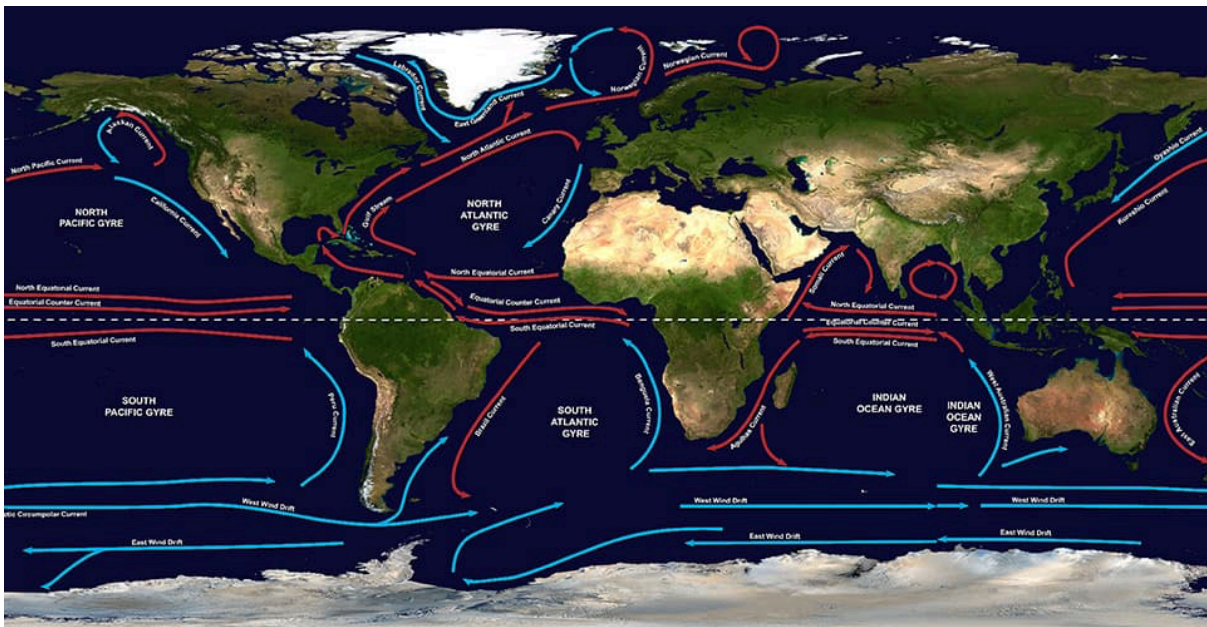 Labrador Current
East Greenland Current
Norwegian Current
Norwegian Current
Norwegian Current
Alaskan Current
North Pacific Current
North Atlantic Current
Oyashio Current
Kuroshio Current
California Current
Gulf Stream
Canary Current
NORTH
PACIFIC GYRE
NORTH
ATLANTIC
GYRE
Somali Current
North Equatorial Current
North Equatorial Current
Equatorial Counter Current
Equatorial Counter Current
North Equatorial Current
South Equatorial Current
South Equatorial Current
Equatorial Counter Current
South Equatorial Current
Peru Current
Brazil Current
Benguela Current
Agulhas Current
West Australian Current
East Australian Current
SOUTH
PACIFIC GYRE
SOUTH
ATLANTIC
GYRE
INDIAN
OCEAN GYRE
INDIAN
OCEAN
GYRE
West Wind Drift
West Wind Drift
West Wind Drift
tic Circumpolar Current
East Wind Drift
East Wind Drift
East Wind Drift